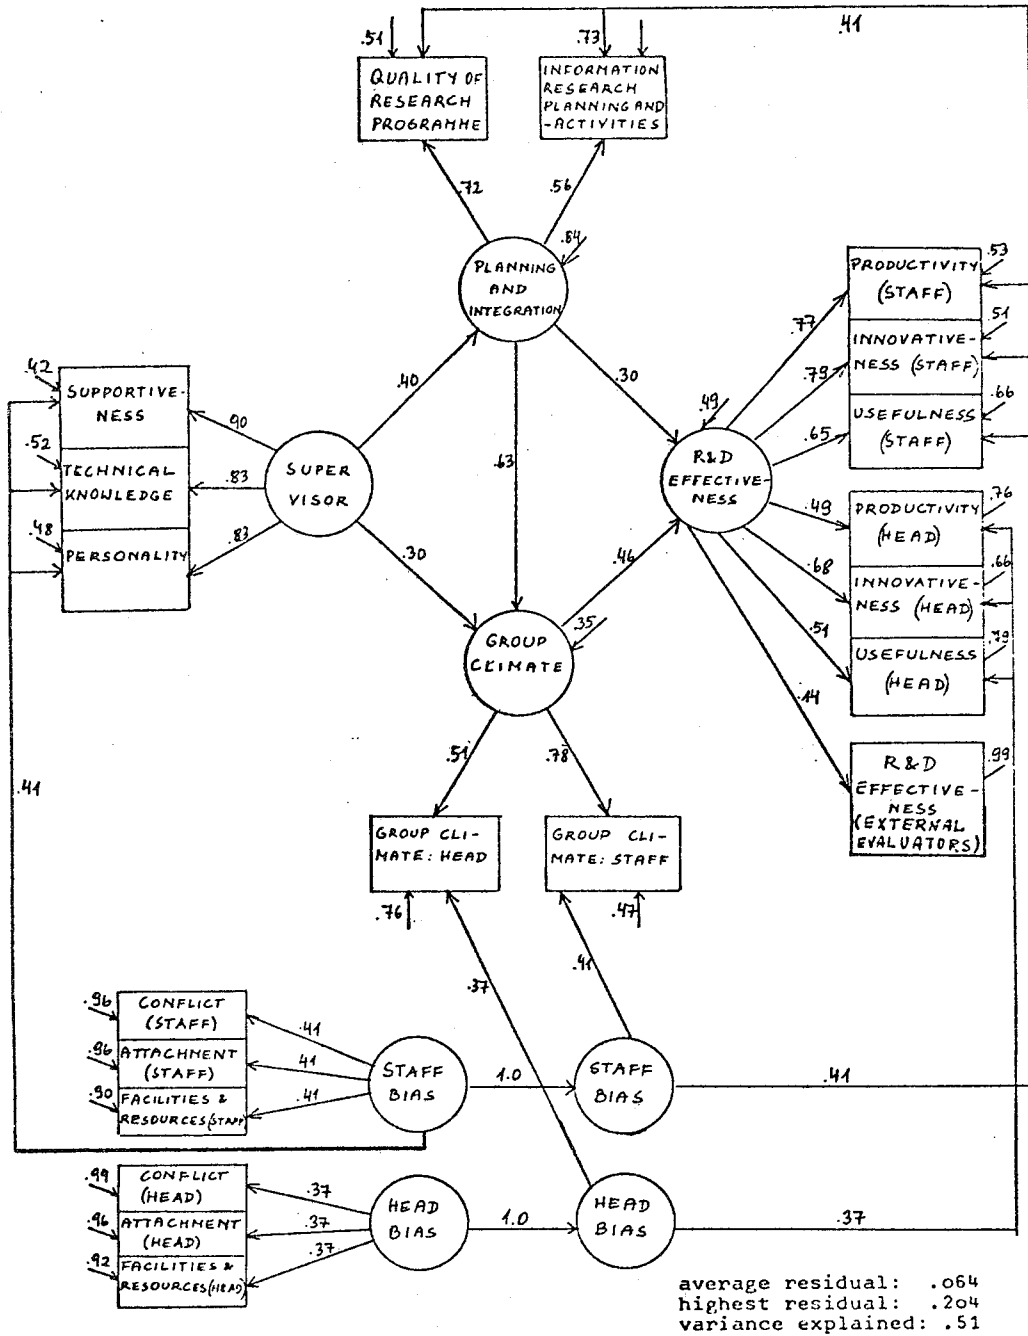 .41
.51
.73
QUALITY OF
RESEARCH
PROGRAMME
INFORMATION
RESEARCH
PLANNING AND
-ACTIVITIES
.72
.56
.84
PLANNING
AND
INTEGRATION
.53
PRODUCTIVITY
(STAFF)
.51
INNOVATIVE-
NESS (STAFF)
.66
USEFULNESS
(STAFF)
.77
.79
.65
.30
.49
R&D
EFFECTIVE-
NESS
.40
.63
.42
SUPPORTIVE-
NESS
.52
TECHNICAL
KNOWLEDGE
.48
PERSONALITY
.90
.83
.83
SUPER
VISOR
.30
.46
.49
.68
.51
.14
.76
PRODUCTIVITY
(HEAD)
.66
INNOVATIVE-
NESS (HEAD)
.79
USEFULNESS
(HEAD)
.99
R&D
EFFECTIVE-
NESS
(EXTERNAL
EVALUATORS)
.35
GROUP
CLIMATE
.51
.78
.41
GROUP CLI-
MATE: HEAD
GROUP CLI-
MATE: STAFF
.76
.47
.37
.41
.96
CONFLICT
(STAFF)
.96
ATTACHMENT
(STAFF)
.90
FACILITIES &
RESOURCES (STAFF)
.41
.41
.41
STAFF
BIAS
1.0
STAFF
BIAS
.41
.99
CONFLICT
(HEAD)
.96
ATTACHMENT
(HEAD)
.92
FACILITIES &
RESOURCES (HEAD)
.37
.37
.37
HEAD
BIAS
1.0
HEAD
BIAS
.37
average residual: .o64
highest residual: .2o4
variance explained: .51